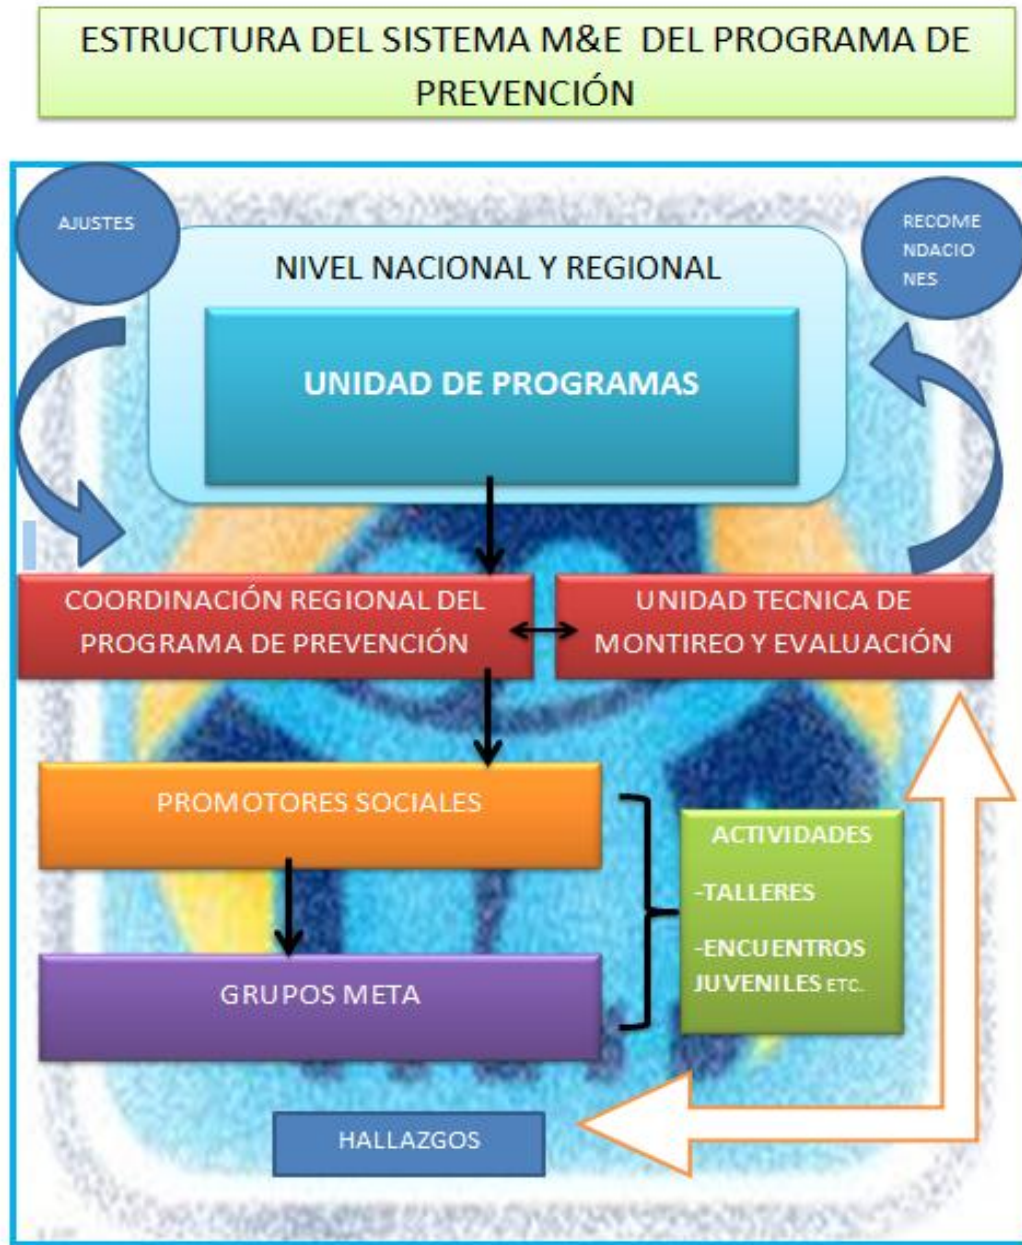 ESTRUCTURA DEL SISTEMA M&E DEL PROGRAMA DE
PREVENCIÓN
AJUSTES
RECOME
NDACIO
NES
NIVEL NACIONAL Y REGIONAL
UNIDAD DE PROGRAMAS
COORDINACIÓN REGIONAL DEL
PROGRAMA DE PREVENCIÓN
UNIDAD TECNICA DE
MONTIREO Y EVALUACIÓN
PROMOTORES SOCIALES
ACTIVIDADES
-TALLERES
-ENCUENTROS
JUVENILES ETC.
GRUPOS META
HALLAZGOS